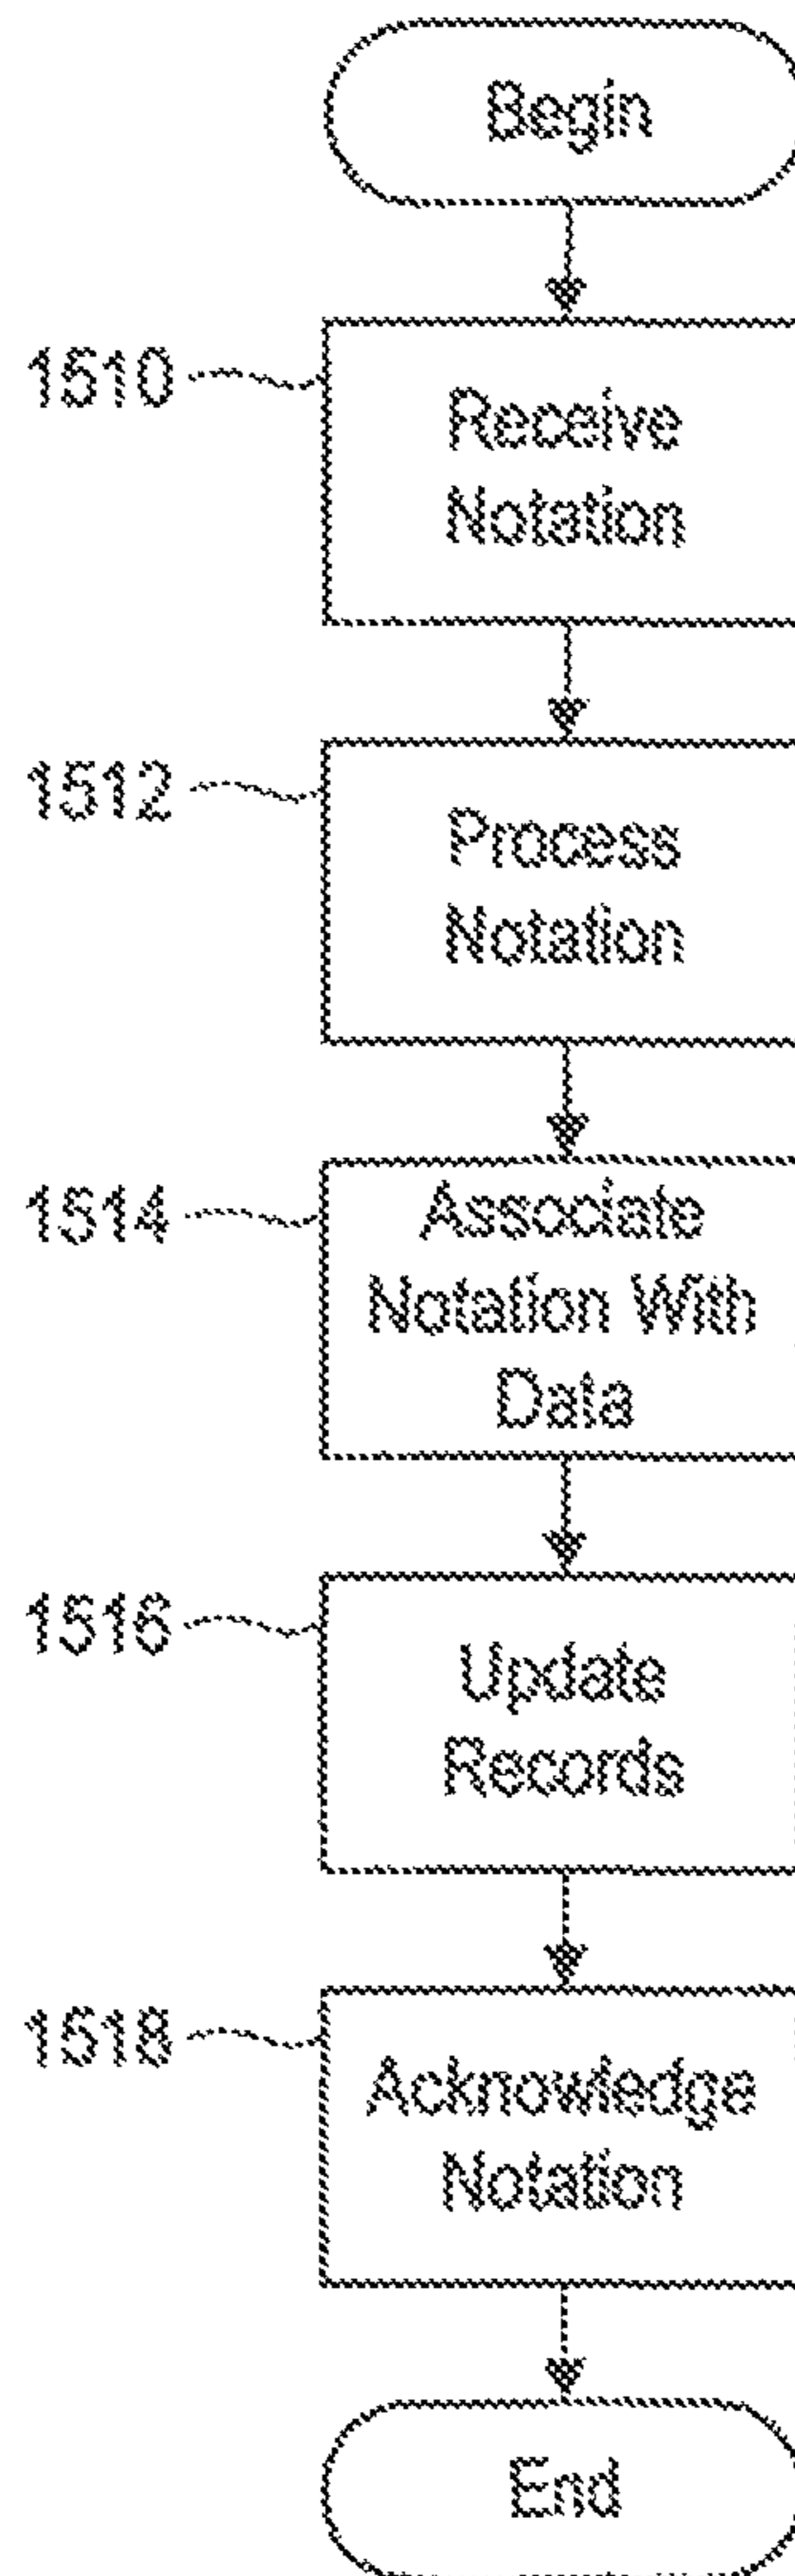 Begin
1510
Receive
Notation
1512
Process
Notation
1514
Associate
Notation With
Data
1516
Update
Records
1518
Acknowledge
Notation
End